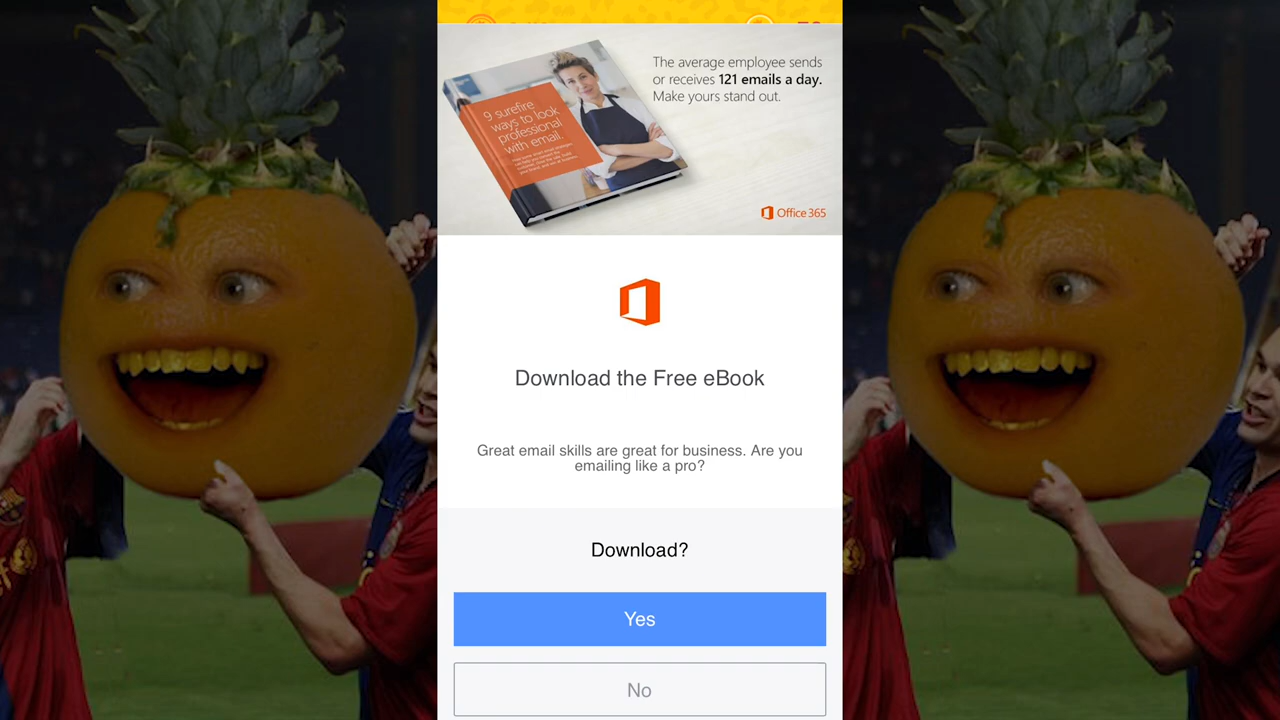 The average employee sends
or receives 121 emails a day.
Make yours stand out.
9 surefire
ways to look
professional
with email.
Office 365
Download the Free eBook
Great email skills are great for business. Are you
emailing like a pro?
Download?
Yes
No